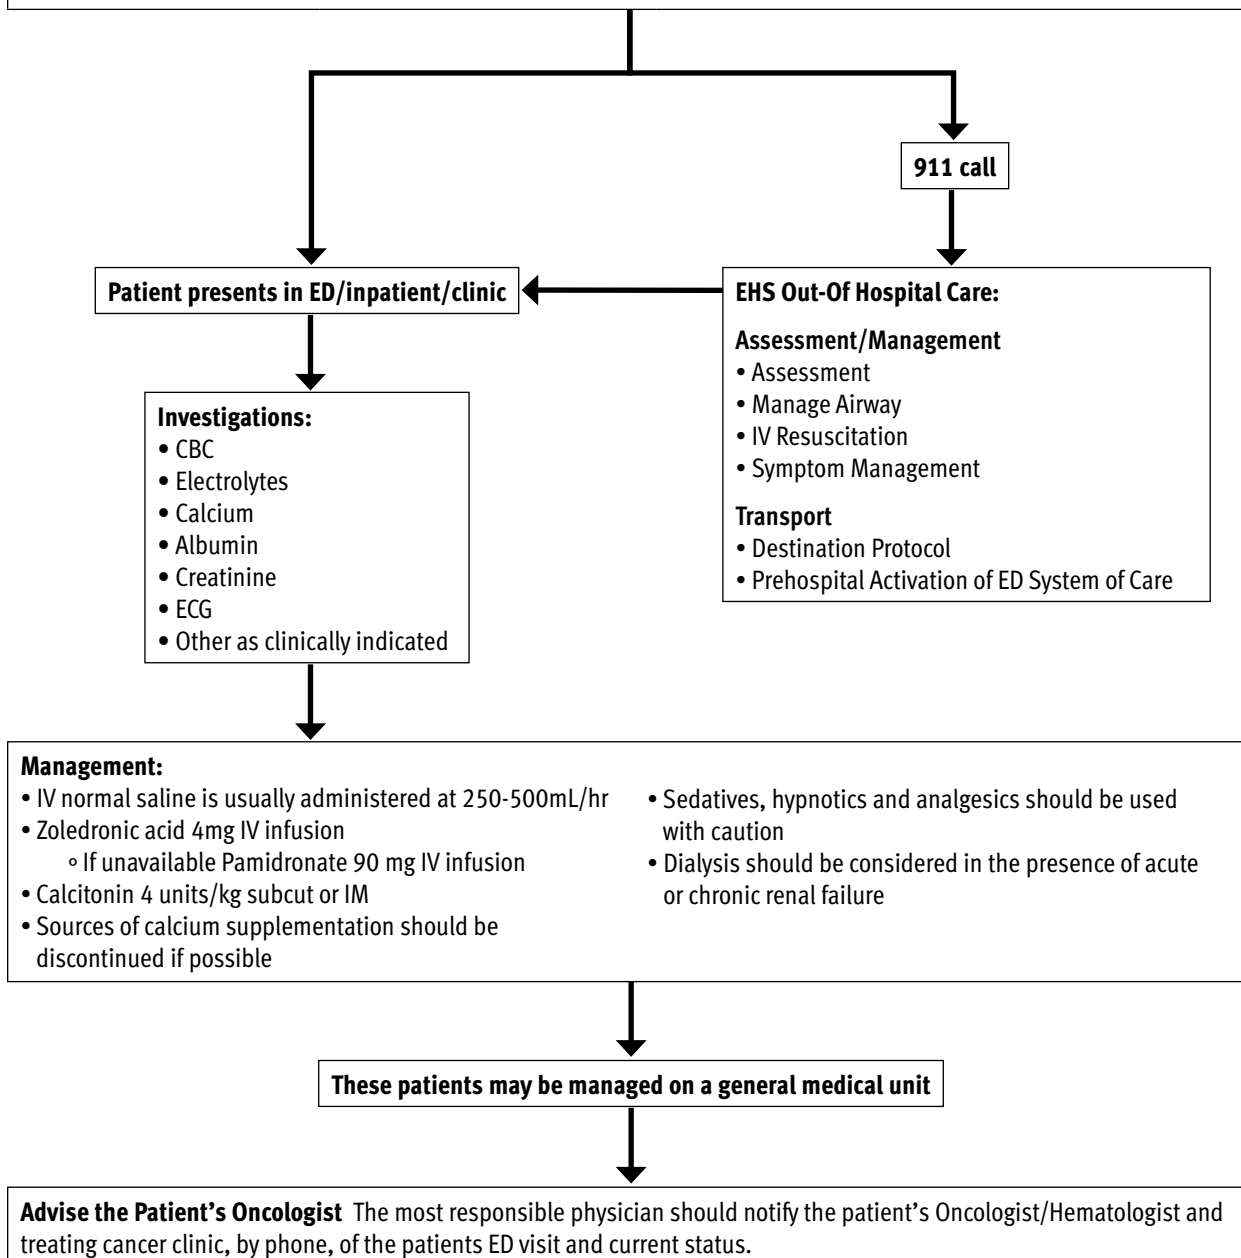 911 call
Patient presents in ED/inpatient/clinic
EHS Out-Of Hospital Care:
Assessment/Management
• Assessment
• Manage Airway
• IV Resuscitation
• Symptom Management
Transport
• Destination Protocol
• Prehospital Activation of ED System of Care
Investigations:
• CBC
• Electrolytes
• Calcium
• Albumin
• Creatinine
• ECG
• Other as clinically indicated
Management:
• IV normal saline is usually administered at 250-500mL/hr
• Zoledronic acid 4mg IV infusion
◦ If unavailable Pamidronate 90 mg IV infusion
• Calcitonin 4 units/kg subcut or IM
• Sources of calcium supplementation should be
discontinued if possible
• Sedatives, hypnotics and analgesics should be used
with caution
• Dialysis should be considered in the presence of acute
or chronic renal failure
These patients may be managed on a general medical unit
Advise the Patient’s Oncologist The most responsible physician should notify the patient’s Oncologist/Hematologist and
treating cancer clinic, by phone, of the patients ED visit and current status.